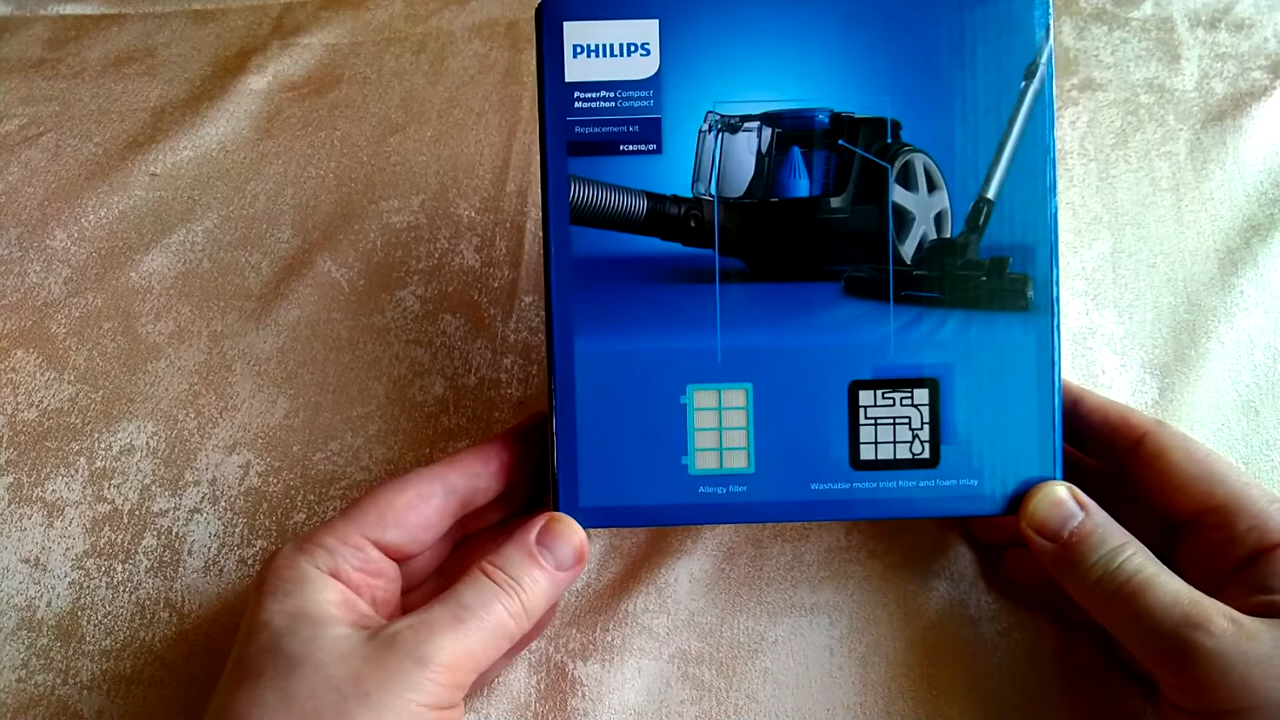 PHILIPS
PowerPro Compact
Marathon Compact
Replacement kit
FC8010/01
Allergy filter
Washable motor inlet filter and foam inlay